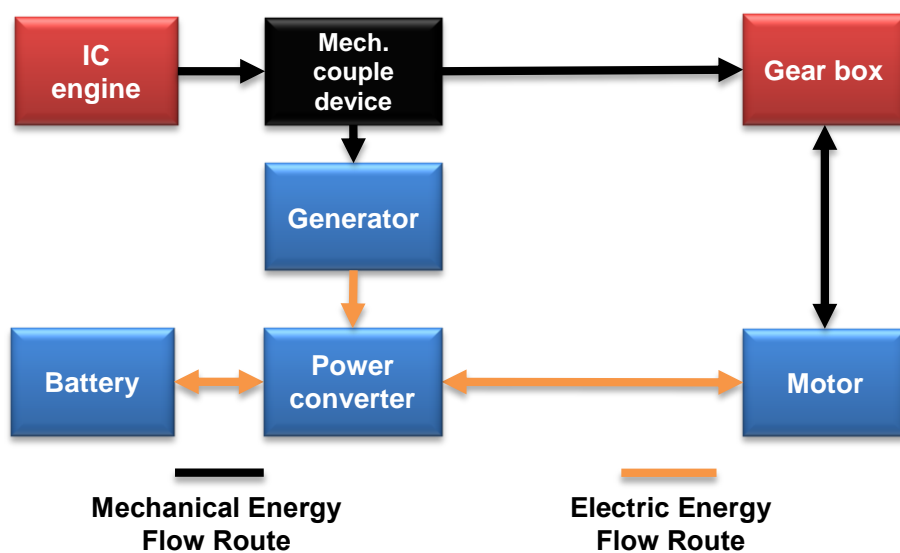 IC
engine
Mech.
couple
device
Gear box
Generator
Battery
Power
converter
Motor
Mechanical Energy
Flow Route
Electric Energy
Flow Route